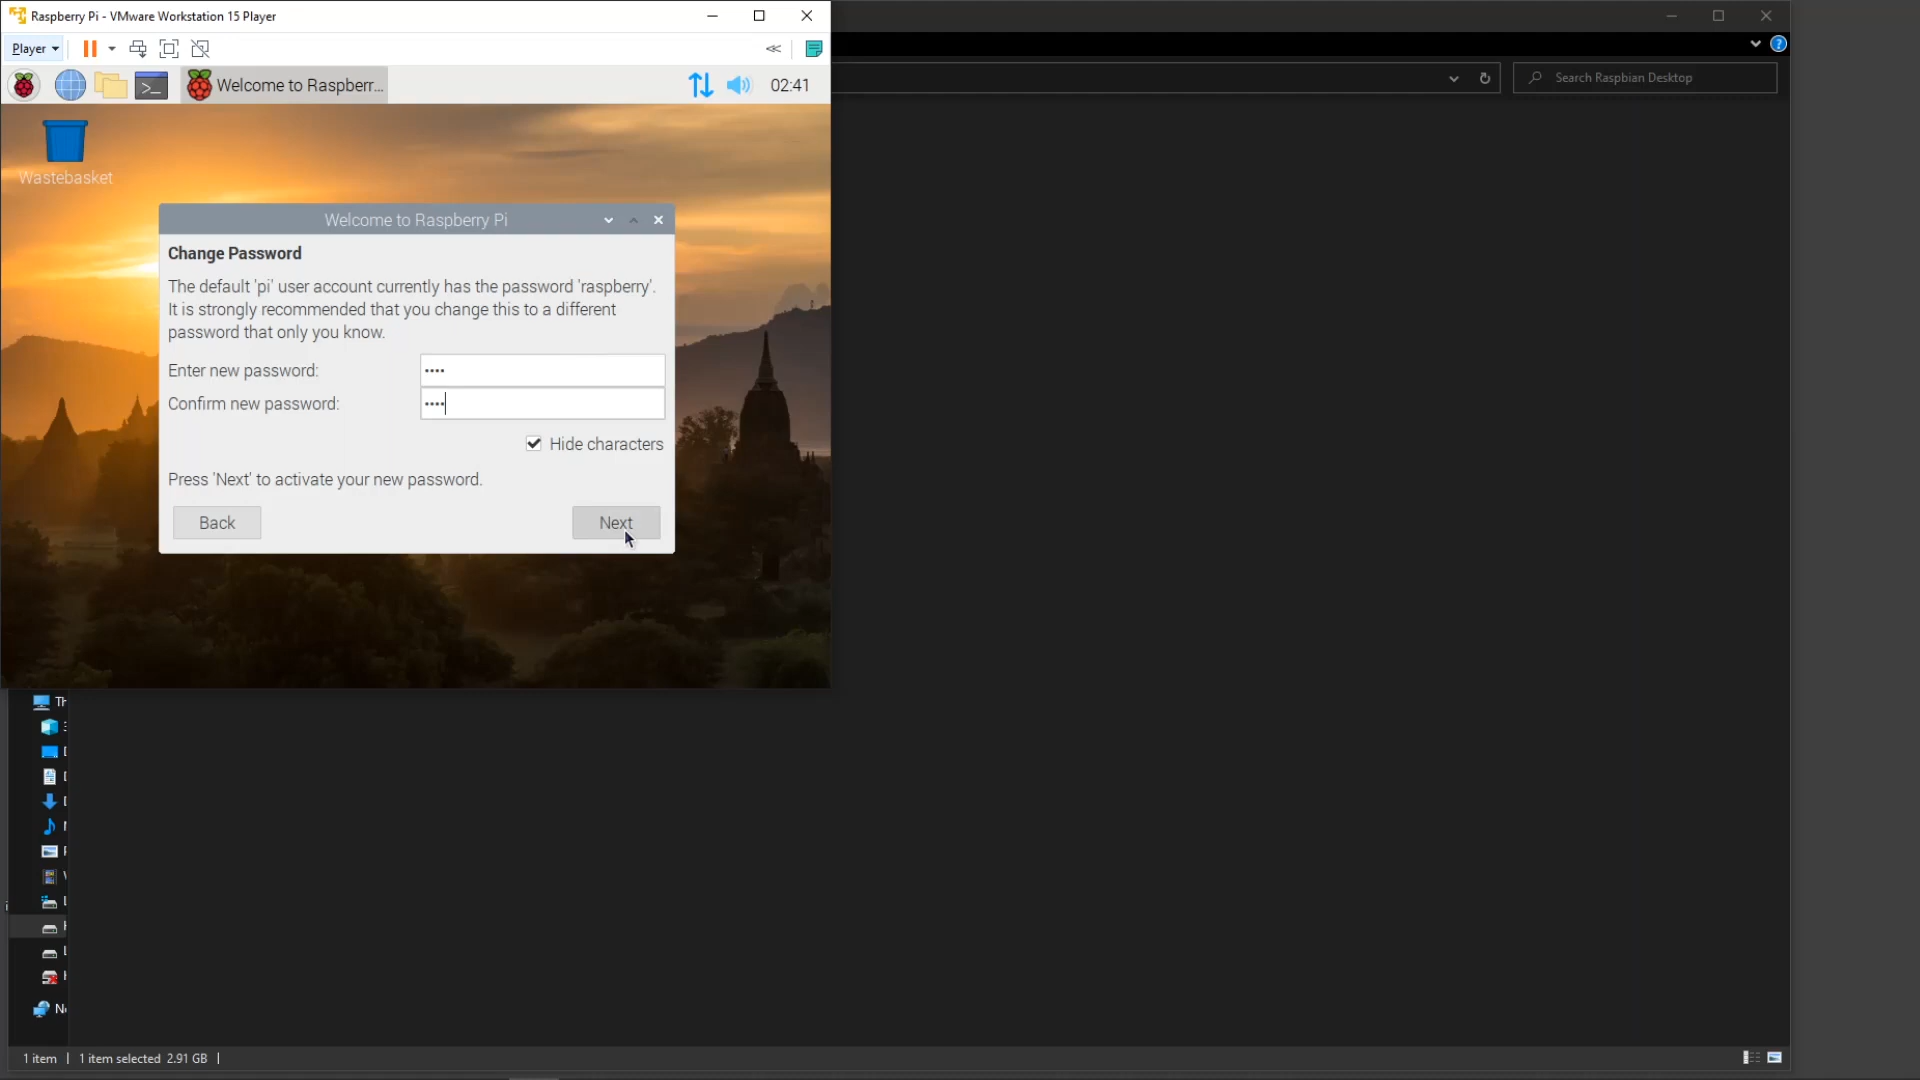 Raspberry Pi - VMware Workstation 15 Player
Player
Welcome to Raspberr...
02:41
Search Raspbian Desktop
Wastebasket
Welcome to Raspberry Pi
Change Password
The default 'pi' user account currently has the password 'raspberry'.
It is strongly recommended that you change this to a different
password that only you know.
Enter new password: ••••
Confirm new password: ••••
Hide characters
Press 'Next' to activate your new password.
Back
Next
1 item
1 item selected 2.91 GB